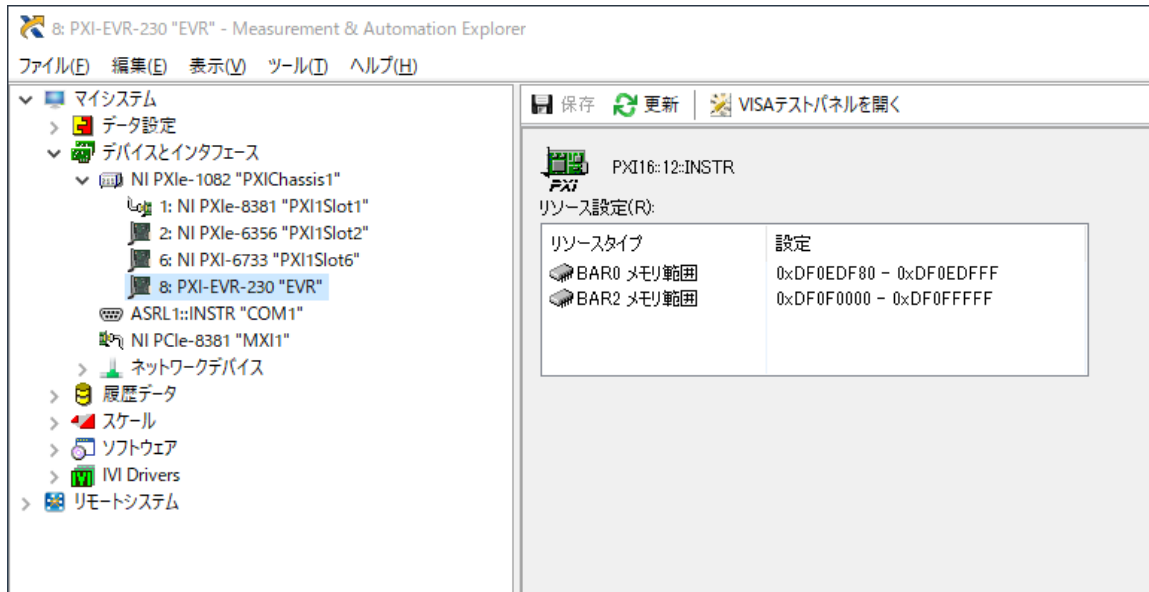 8: PXI-EVR-230 "EVR" - Measurement & Automation Explorer
ファイル(F) 編集(E) 表示(V) ツール(T) ヘルプ(H)
マイシステム
データ設定
デバイスとインタフェース
NI PXIe-1082 "PXIChassis1"
1: NI PXIe-8381 "PXI1Slot1"
2: NI PXIe-6356 "PXI1Slot2"
6: NI PXI-6733 "PXI1Slot6"
8: PXI-EVR-230 "EVR"
ASRL1::INSTR "COM1"
NI PCIe-8381 "MXI1"
ネットワークデバイス
履歴データ
スケール
ソフトウェア
IVI Drivers
リモートシステム
保存 更新 VISAテストパネルを開く
PXI16::12::INSTR
PXI
リソース設定(R):
リソースタイプ 設定
BAR0 メモリ範囲 0xDF0EDF80 - 0xDF0EDFFF
BAR2 メモリ範囲 0xDF0F0000 - 0xDF0FFFFF